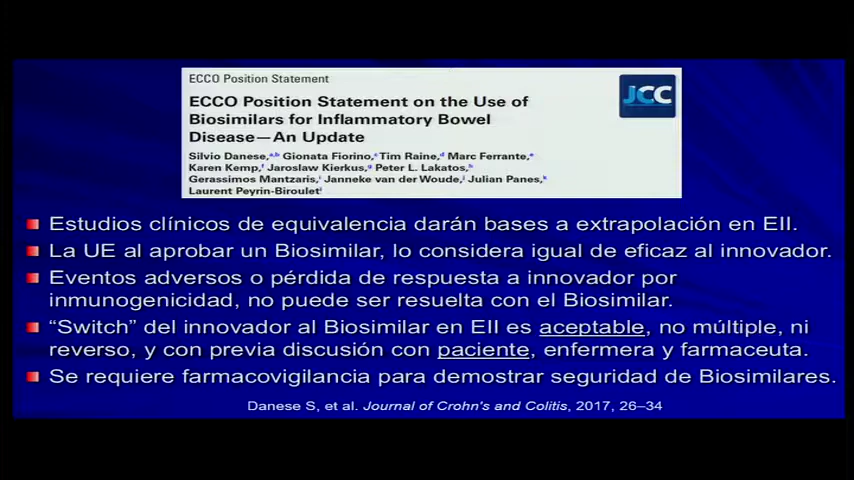 ECCO Position Statement
ECCO Position Statement on the Use of
Biosimilars for Inflammatory Bowel
Disease—An Update
JCC
Silvio Danese,a,b Gionata Fiorino,c Tim Raine,d Marc Ferrante,e
Karen Kemp,f Jaroslaw Kierkus,g Peter L. Lakatos,h
Gerassimos Mantzaris,i Janneke van der Woude,j Julian Panes,k
Laurent Peyrin-Birouletl
Estudios clínicos de equivalencia darán bases a extrapolación en EII.
La UE al aprobar un Biosimilar, lo considera igual de eficaz al innovador.
Eventos adversos o pérdida de respuesta a innovador por
inmunogenicidad, no puede ser resuelta con el Biosimilar.
“Switch” del innovador al Biosimilar en EII es aceptable, no múltiple, ni
reverso, y con previa discusión con paciente, enfermera y farmaceuta.
Se requiere farmacovigilancia para demostrar seguridad de Biosimilares.
Danese S, et al. Journal of Crohn's and Colitis, 2017, 26–34